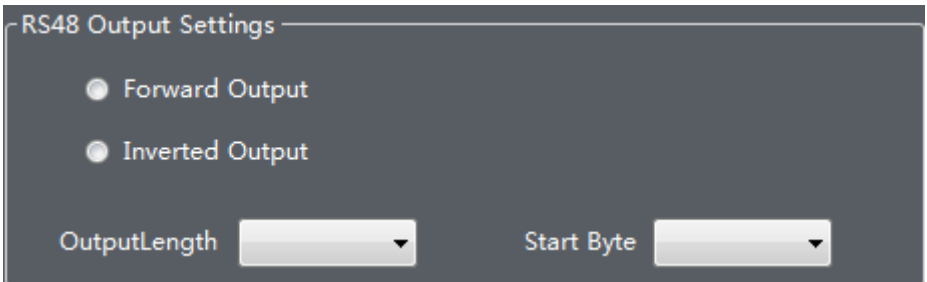 RS48 Output Settings
Forward Output
Inverted Output
OutputLength Start Byte